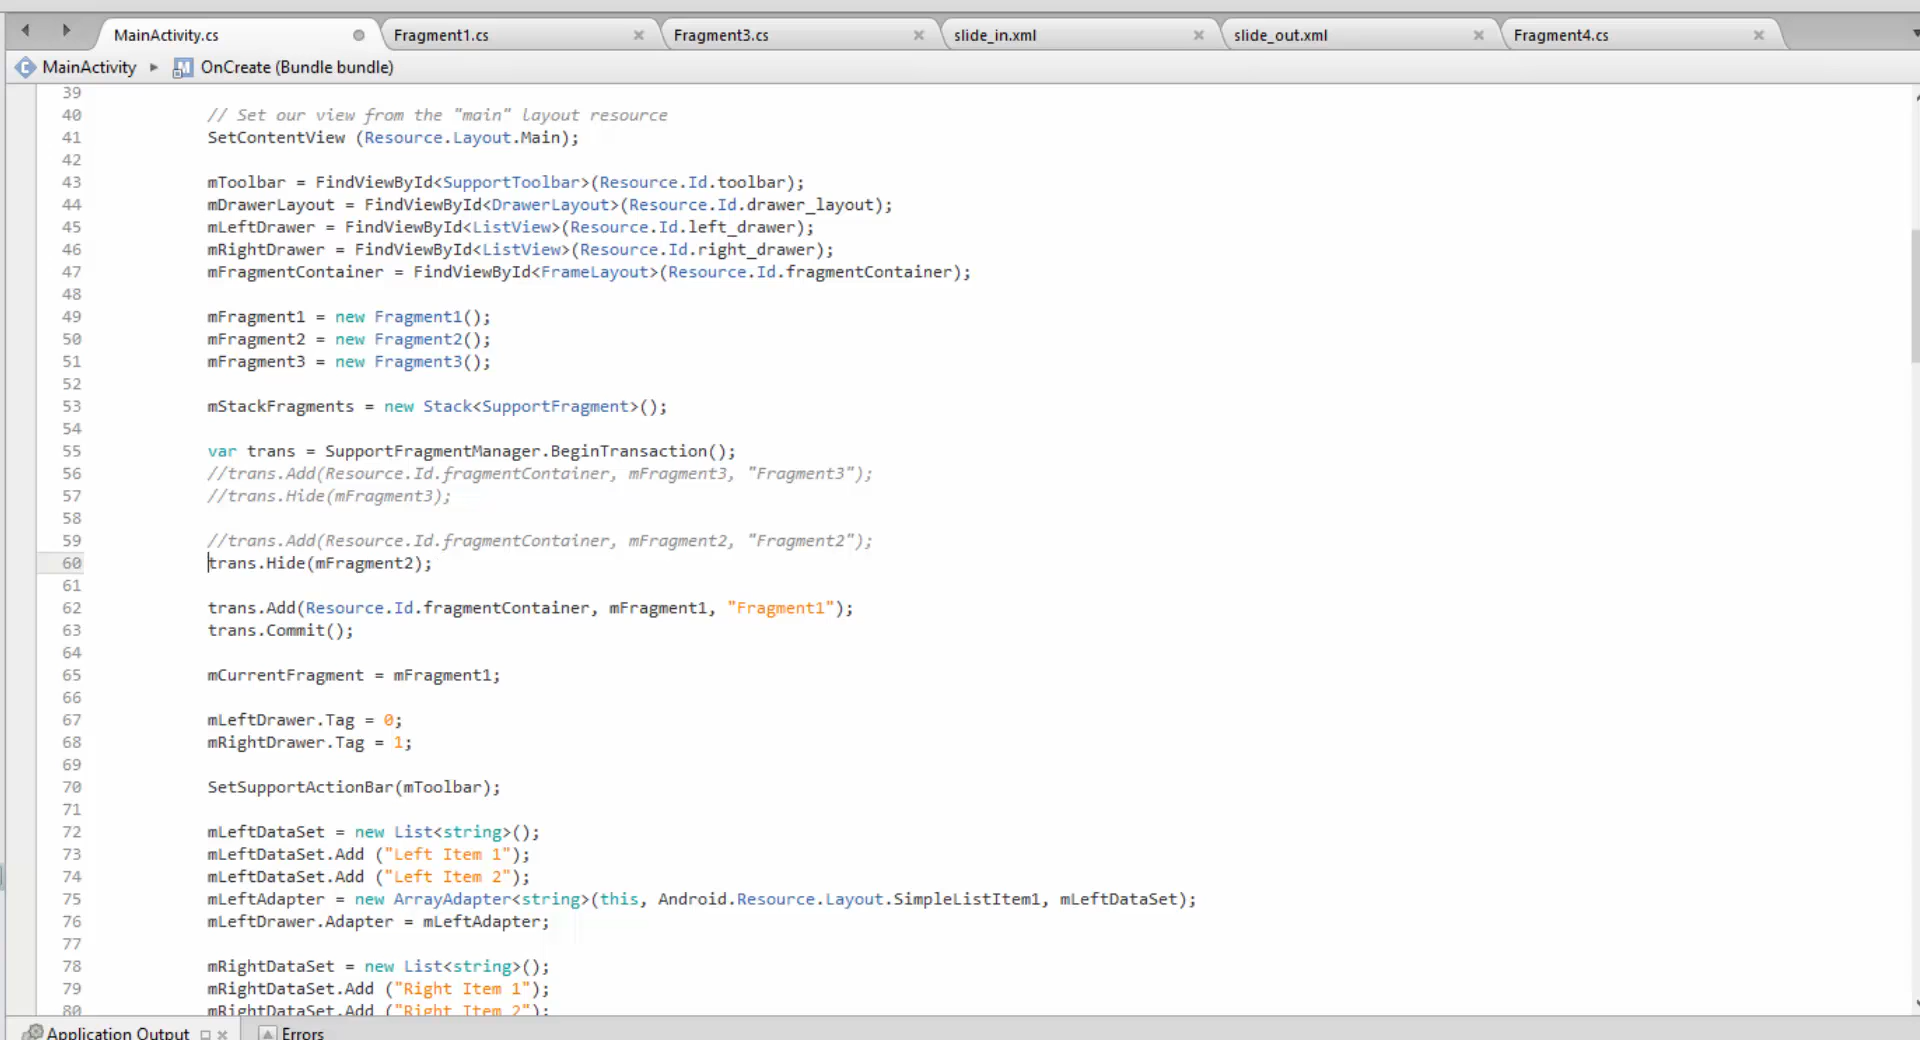 MainActivity.cs Fragment1.cs Fragment3.cs slide_in.xml slide_out.xml Fragment4.cs
MainActivity OnCreate (Bundle bundle)
39
40 // Set our view from the "main" layout resource
41 SetContentView (Resource.Layout.Main);
42
43 mToolbar = FindViewById<SupportToolbar>(Resource.Id.toolbar);
44 mDrawerLayout = FindViewById<DrawerLayout>(Resource.Id.drawer_layout);
45 mLeftDrawer = FindViewById<ListView>(Resource.Id.left_drawer);
46 mRightDrawer = FindViewById<ListView>(Resource.Id.right_drawer);
47 mFragmentContainer = FindViewById<FrameLayout>(Resource.Id.fragmentContainer);
48
49 mFragment1 = new Fragment1();
50 mFragment2 = new Fragment2();
51 mFragment3 = new Fragment3();
52
53 mStackFragments = new Stack<SupportFragment>();
54
55 var trans = SupportFragmentManager.BeginTransaction();
56 //trans.Add(Resource.Id.fragmentContainer, mFragment3, "Fragment3");
57 //trans.Hide(mFragment3);
58
59 //trans.Add(Resource.Id.fragmentContainer, mFragment2, "Fragment2");
60 trans.Hide(mFragment2);
61
62 trans.Add(Resource.Id.fragmentContainer, mFragment1, "Fragment1");
63 trans.Commit();
64
65 mCurrentFragment = mFragment1;
66
67 mLeftDrawer.Tag = 0;
68 mRightDrawer.Tag = 1;
69
70 SetSupportActionBar(mToolbar);
71
72 mLeftDataSet = new List<string>();
73 mLeftDataSet.Add ("Left Item 1");
74 mLeftDataSet.Add ("Left Item 2");
75 mLeftAdapter = new ArrayAdapter<string>(this, Android.Resource.Layout.SimpleListItem1, mLeftDataSet);
76 mLeftDrawer.Adapter = mLeftAdapter;
77
78 mRightDataSet = new List<string>();
79 mRightDataSet.Add ("Right Item 1");
80 mRightDataSet.Add ("Right Item 2");
Application Output Errors